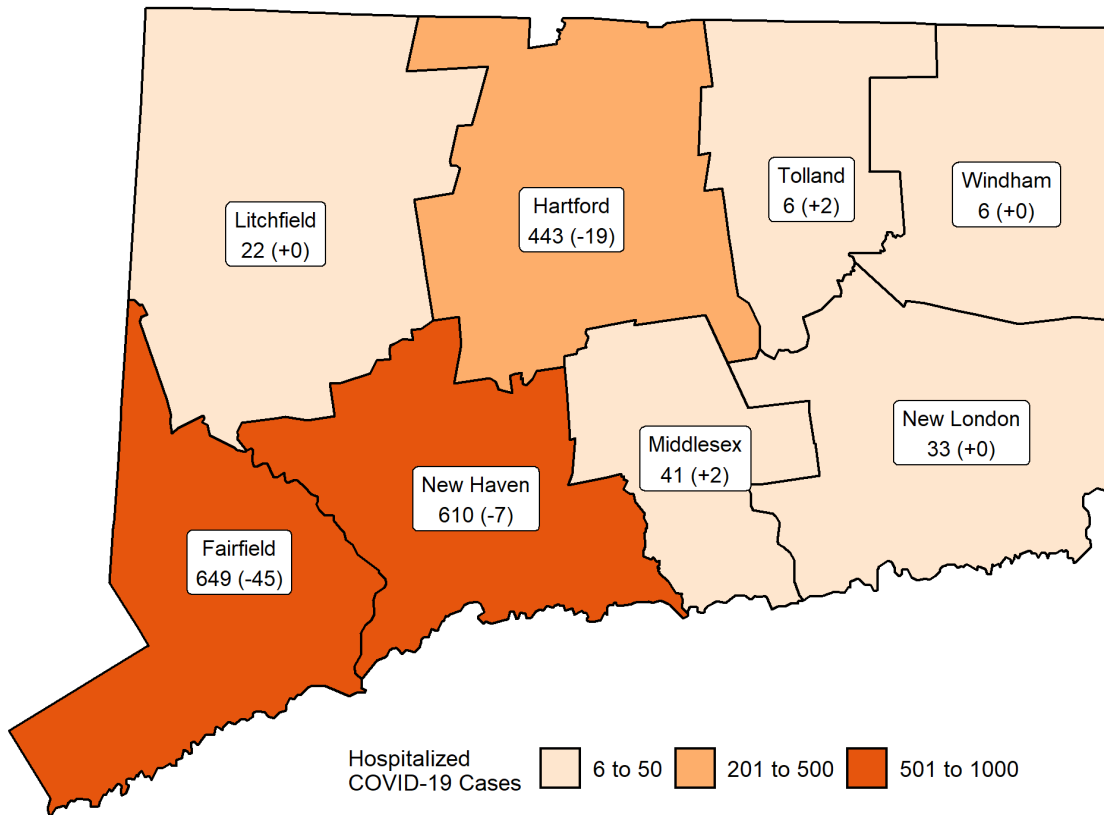 Litchfield
22 (+0)
Hartford
443 (-19)
Tolland
6 (+2)
Windham
6 (+0)
Fairfield
649 (-45)
New Haven
610 (-7)
Middlesex
41 (+2)
New London
33 (+0)
Hospitalized
COVID-19 Cases
6 to 50
201 to 500
501 to 1000